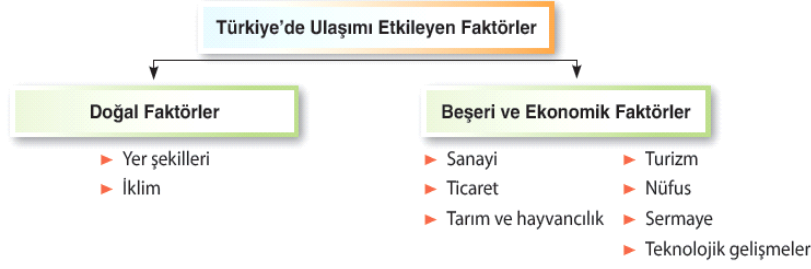 Türkiye’de Ulaşımı Etkileyen Faktörler
Doğal Faktörler
Yer şekilleri
İklim
Beşeri ve Ekonomik Faktörler
Sanayi
Ticaret
Tarım ve hayvancılık
Turizm
Nüfus
Sermaye
Teknolojik gelişmeler